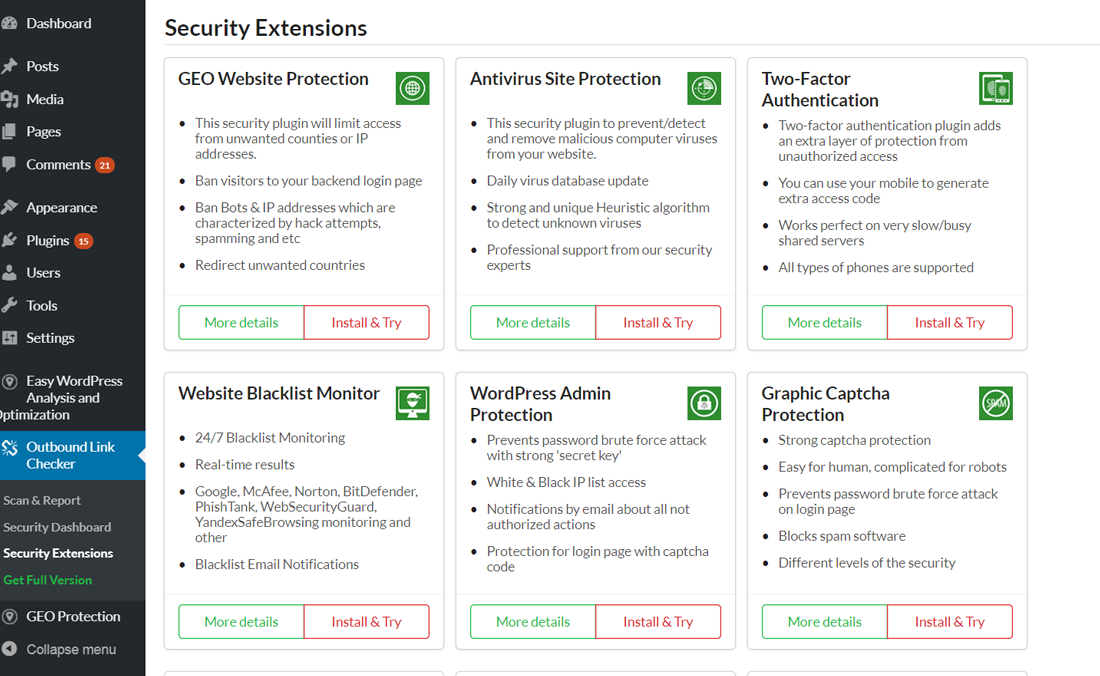 Dashboard
Posts
Media
Pages
Comments 21
Appearance
Plugins 15
Users
Tools
Settings
Easy WordPress
Analysis and
Optimization
Outbound Link
Checker
Scan & Report
Security Dashboard
Security Extensions
Get Full Version
GEO Protection
Collapse menu
Security Extensions
GEO Website Protection
This security plugin will limit access
from unwanted counties or IP
addresses.
Ban visitors to your backend login page
Ban Bots & IP addresses which are
characterized by hack attempts,
spamming and etc
Redirect unwanted countries
More details
Install & Try
Antivirus Site Protection
This security plugin to prevent/detect
and remove malicious computer viruses
from your website.
Daily virus database update
Strong and unique Heuristic algorithm
to detect unknown viruses
Professional support from our security
experts
More details
Install & Try
Two-Factor
Authentication
Two-factor authentication plugin adds
an extra layer of protection from
unauthorized access
You can use your mobile to generate
extra access code
Works perfect on very slow/busy
shared servers
All types of phones are supported
More details
Install & Try
Website Blacklist Monitor
24/7 Blacklist Monitoring
Real-time results
Google, McAfee, Norton, BitDefender,
PhishTank, WebSecurityGuard,
YandexSafeBrowsing monitoring and
other
Blacklist Email Notifications
More details
Install & Try
WordPress Admin
Protection
Prevents password brute force attack
with strong 'secret key'
White & Black IP list access
Notifications by email about all not
authorized actions
Protection for login page with captcha
code
More details
Install & Try
Graphic Captcha
Protection
SPAM
Strong captcha protection
Easy for human, complicated for robots
Prevents password brute force attack
on login page
Blocks spam software
Different levels of the security
More details
Install & Try